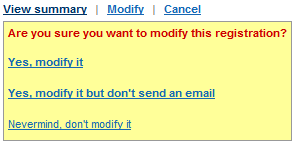 View summary | Modify | Cancel
Are you sure you want to modify this registration?
Yes, modify it
Yes, modify it but don't send an email
Nevermind, don't modify it